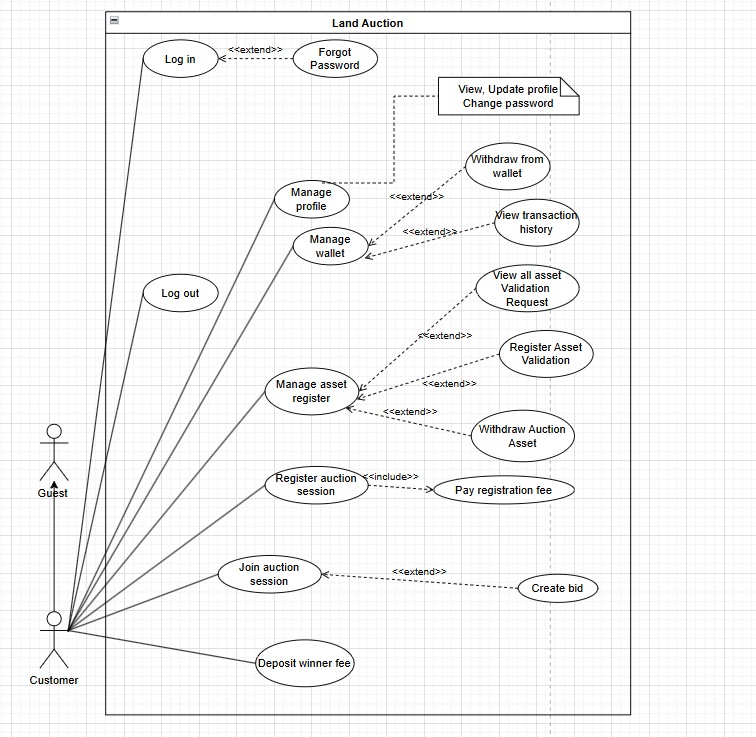 Land Auction
Log in
<<extend>>
Forgot
Password
View, Update profile
Change password
Withdraw from
wallet
<<extend>>
Manage
profile
View transaction
history
<<extend>>
Manage
wallet
View all asset
Validation
Request
Log out
<<extend>>
Register Asset
Validation
<<extend>>
Manage asset
register
<<extend>>
Withdraw Auction
Asset
Guest
Register auction
session
<<include>>
Pay registration fee
Join auction
session
<<extend>>
Create bid
Deposit winner fee
Customer